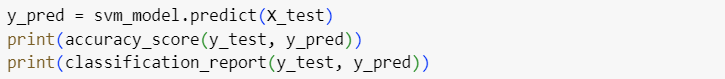 y_pred = svm_model.predict(X_test)
print(accuracy_score(y_test, y_pred))
print(classification_report(y_test, y_pred))